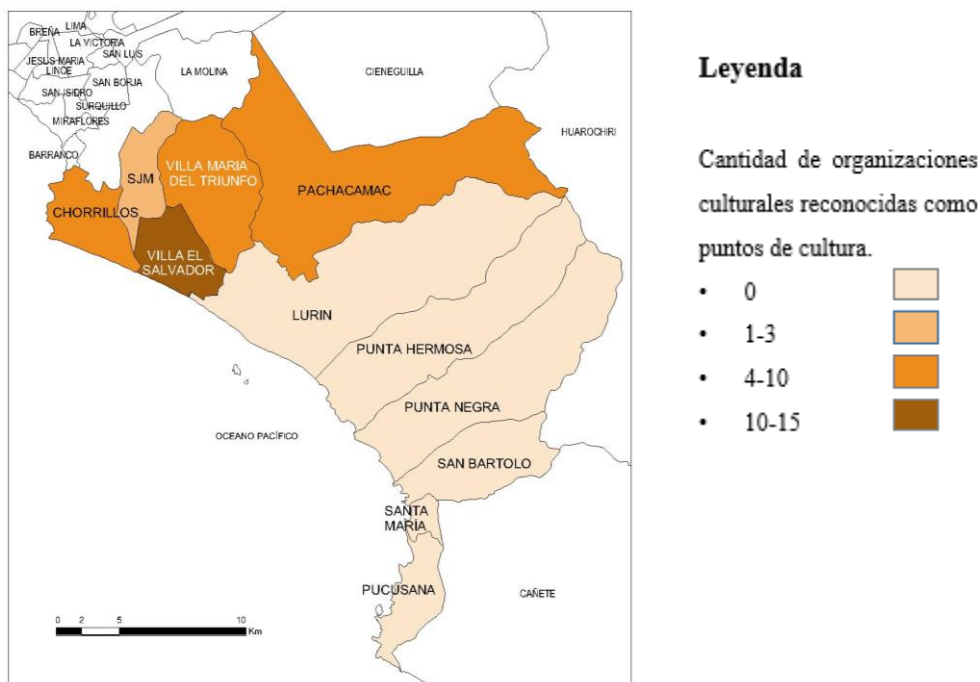 BREÑA
LIMA
LA VICTORIA
SAN LUIS
JESUS MARIA
LINCE
SAN BORJA
SAN ISIDRO
SURQUILLO
MIRAFLORES
BARRANCO
LA MOLINA
CIENEGUILLA
HUAROCHIRI
SJM
VILLA MARIA
DEL TRIUNFO
PACHACAMAC
CHORRILLOS
VILLA EL
SALVADOR
LURIN
PUNTA HERMOSA
PUNTA NEGRA
OCEANO PACÍFICO
SAN BARTOLO
SANTA
MARÍA
PUCUSANA
CAÑETE
0 2 5 10
Km
Leyenda
Cantidad de organizaciones
culturales reconocidas como
puntos de cultura.
• 0
• 1-3
• 4-10
• 10-15